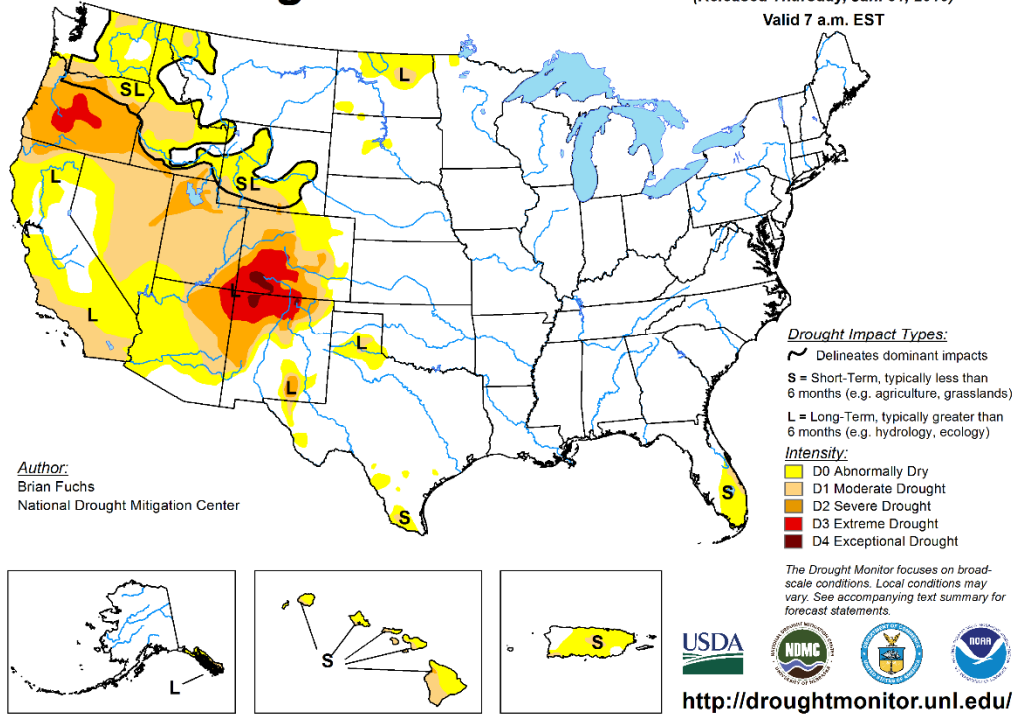 Valid 7 a.m. EST
L
SL
L
SL
L
L
L
L
S
S
Drought Impact Types:
Delineates dominant impacts
S = Short-Term, typically less than
6 months (e.g. agriculture, grasslands)
L = Long-Term, typically greater than
6 months (e.g. hydrology, ecology)
Intensity:
D0 Abnormally Dry
D1 Moderate Drought
D2 Severe Drought
D3 Extreme Drought
D4 Exceptional Drought
Author:
Brian Fuchs
National Drought Mitigation Center
The Drought Monitor focuses on broad-
scale conditions. Local conditions may
vary. See accompanying text summary for
forecast statements.
L
S
S
USDA
NDMC
NOAA
http://droughtmonitor.unl.edu/